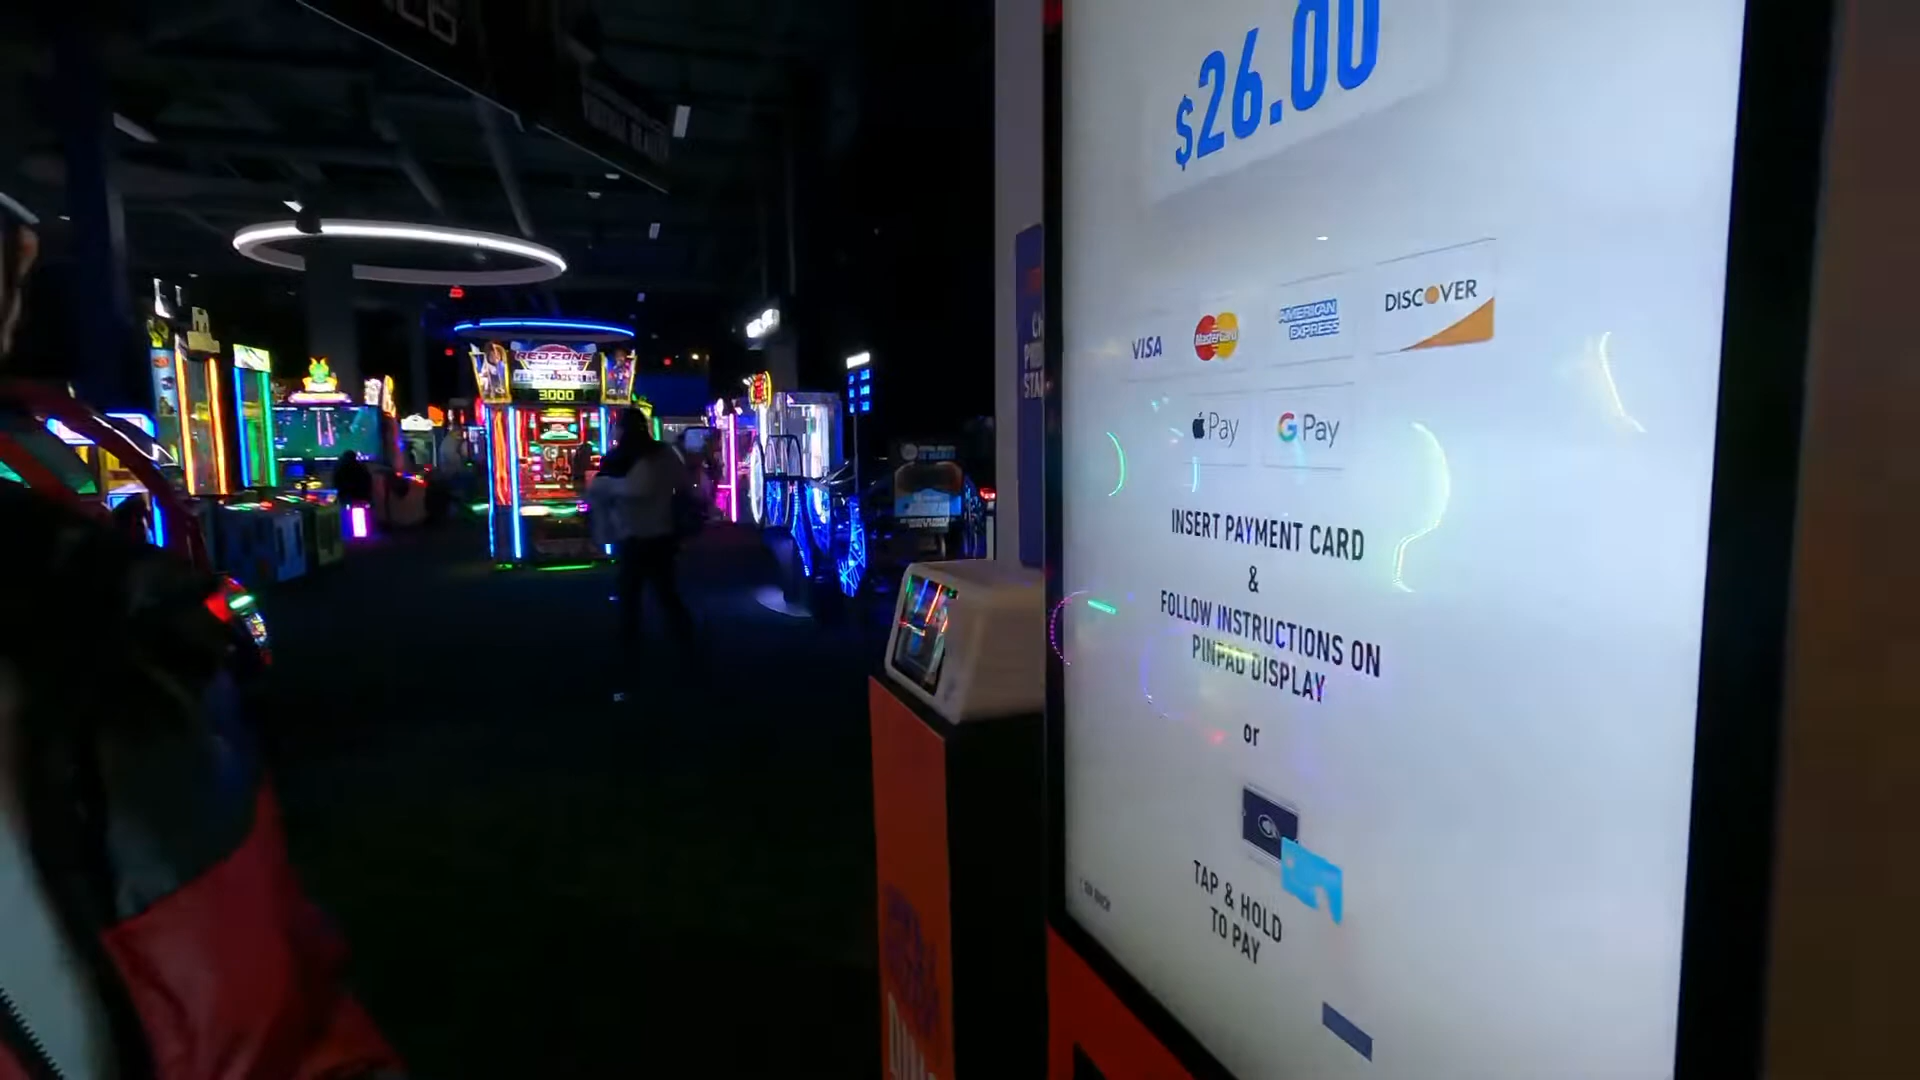 $26.00
VISA
MasterCard
AMERICAN EXPRESS
DISCOVER
Pay
G Pay
INSERT PAYMENT CARD
&
FOLLOW INSTRUCTIONS ON
PINPAD DISPLAY
or
TAP & HOLD
TO PAY
REDZONE
3000